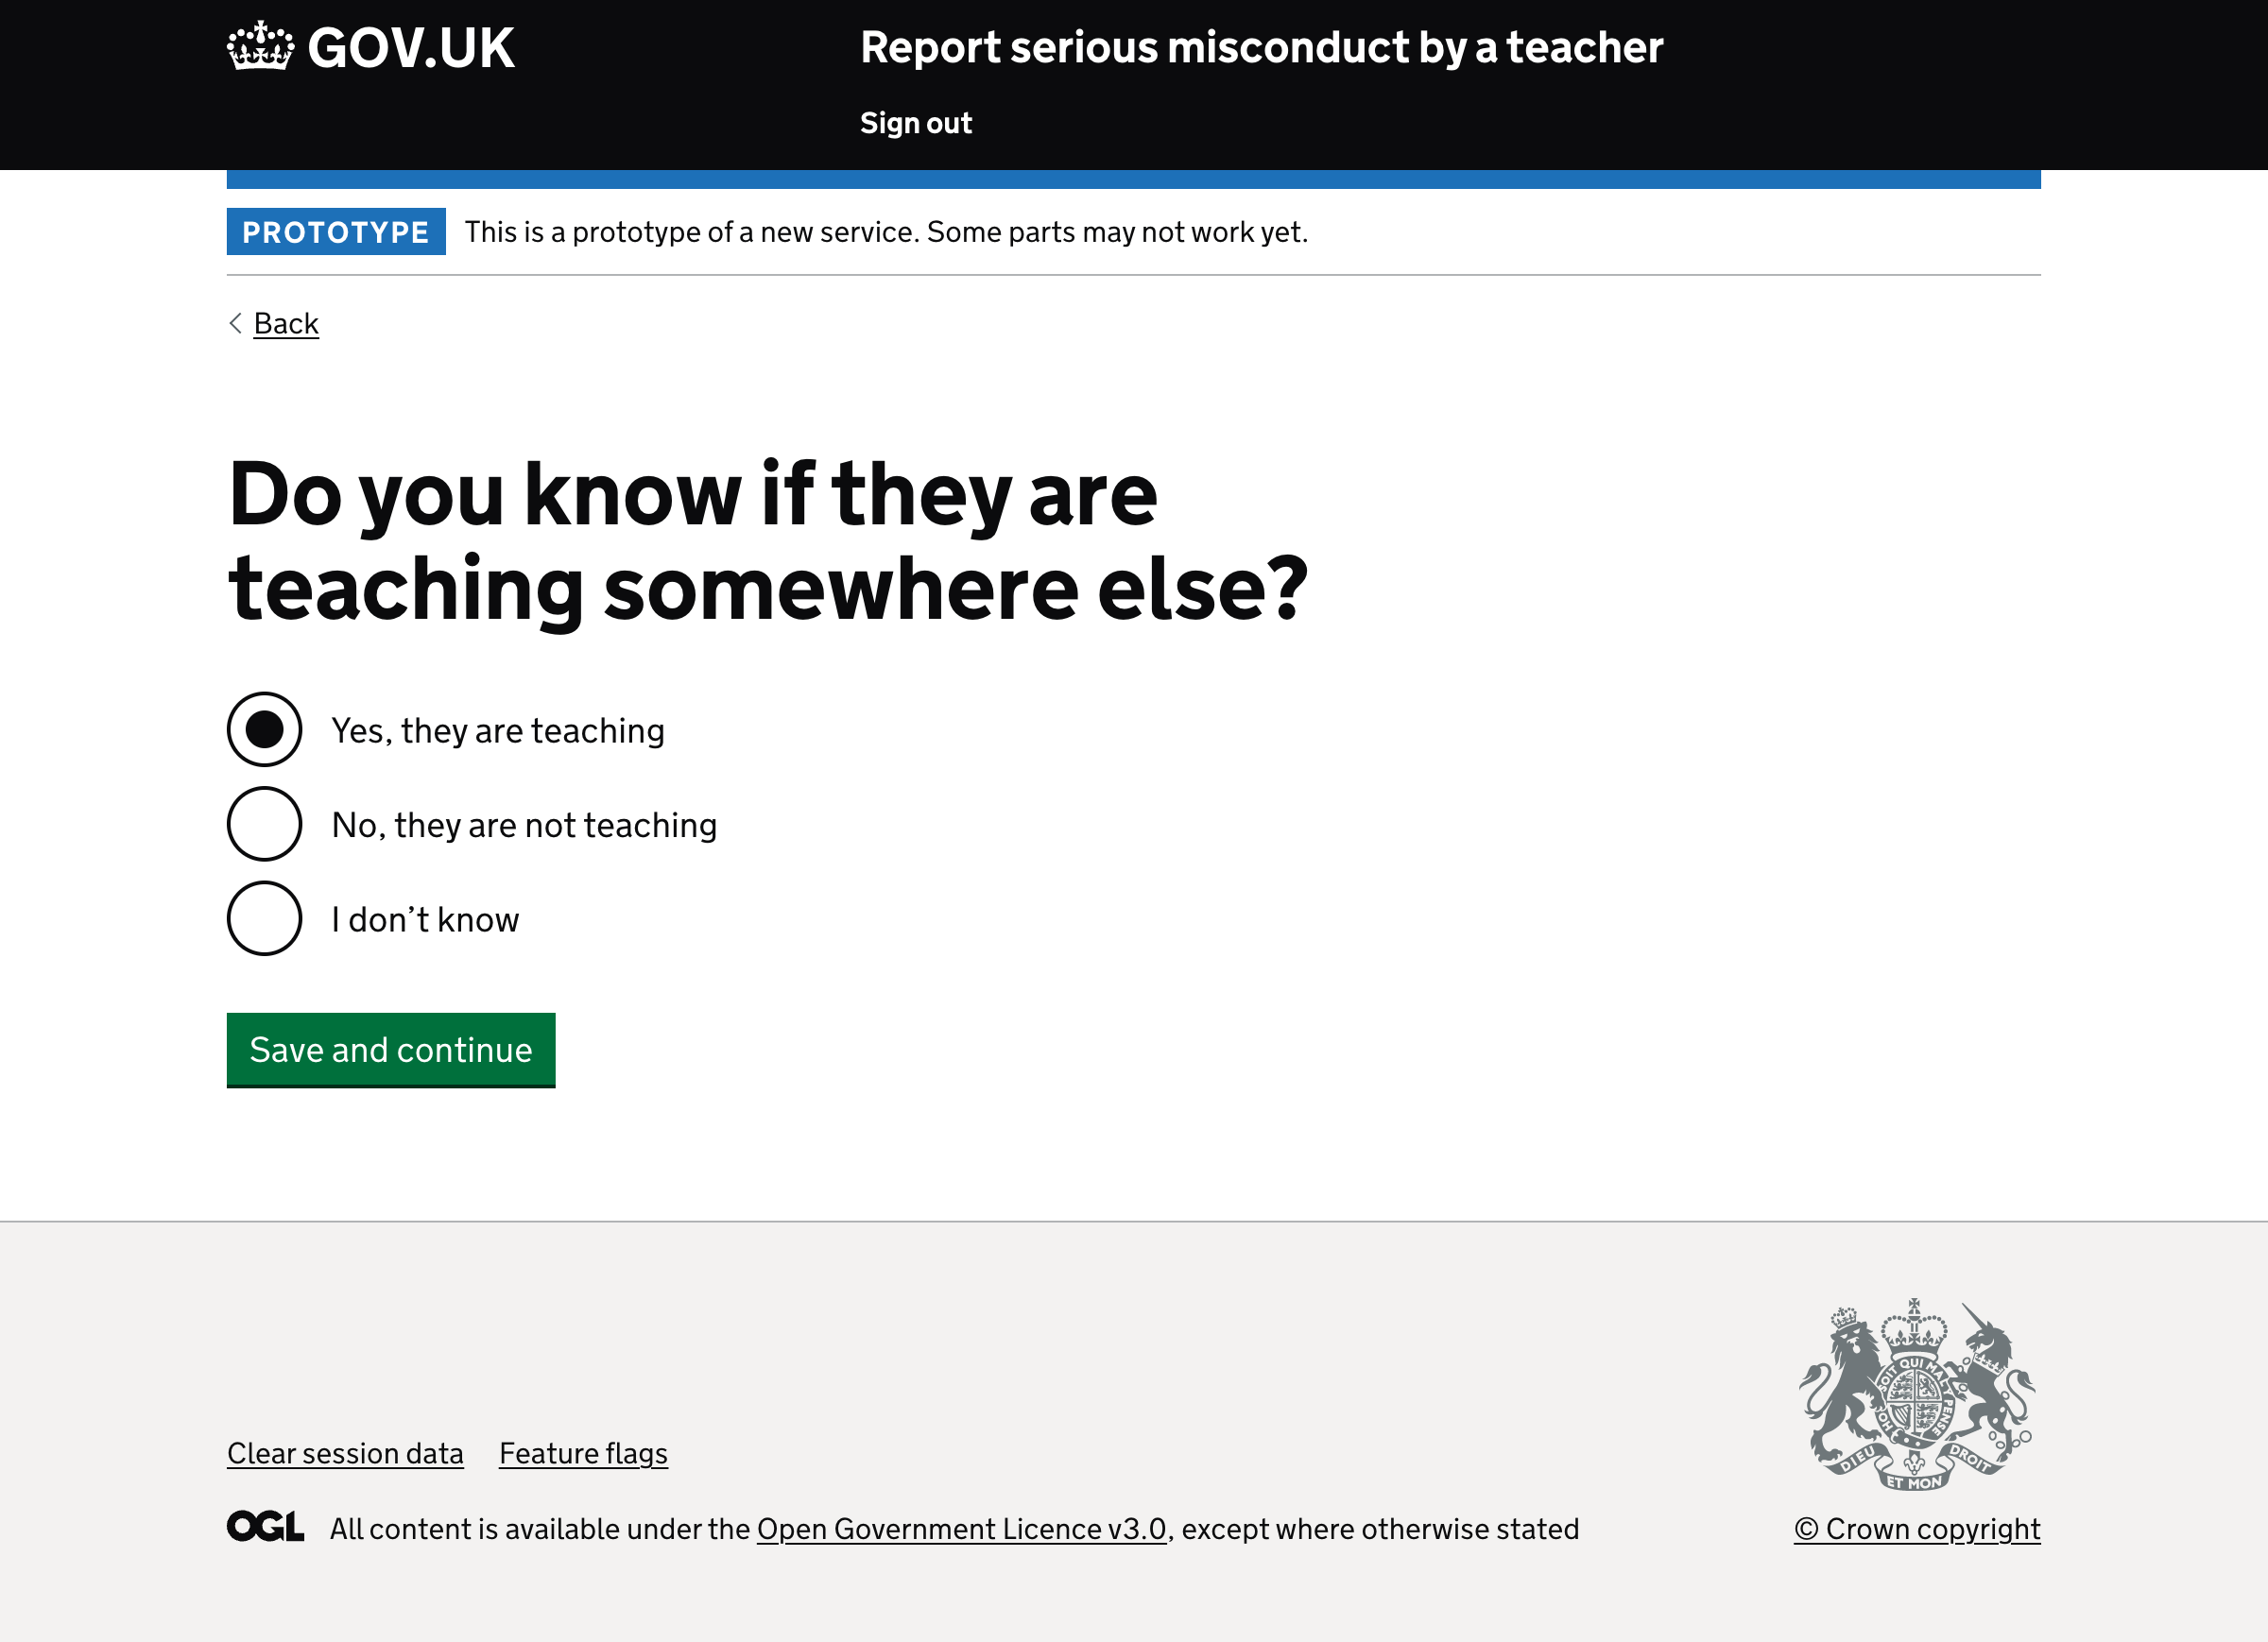 GOV.UK
Report serious misconduct by a teacher
Sign out
PROTOTYPE
This is a prototype of a new service. Some parts may not work yet.
Back
Do you know if they are
teaching somewhere else?
Yes, they are teaching
No, they are not teaching
I don’t know
Save and continue
Clear session data
Feature flags
OGL
All content is available under the Open Government Licence v3.0, except where otherwise stated
HONI SOIT QUI MAL Y PENSE
DIEU ET MON DROIT
© Crown copyright